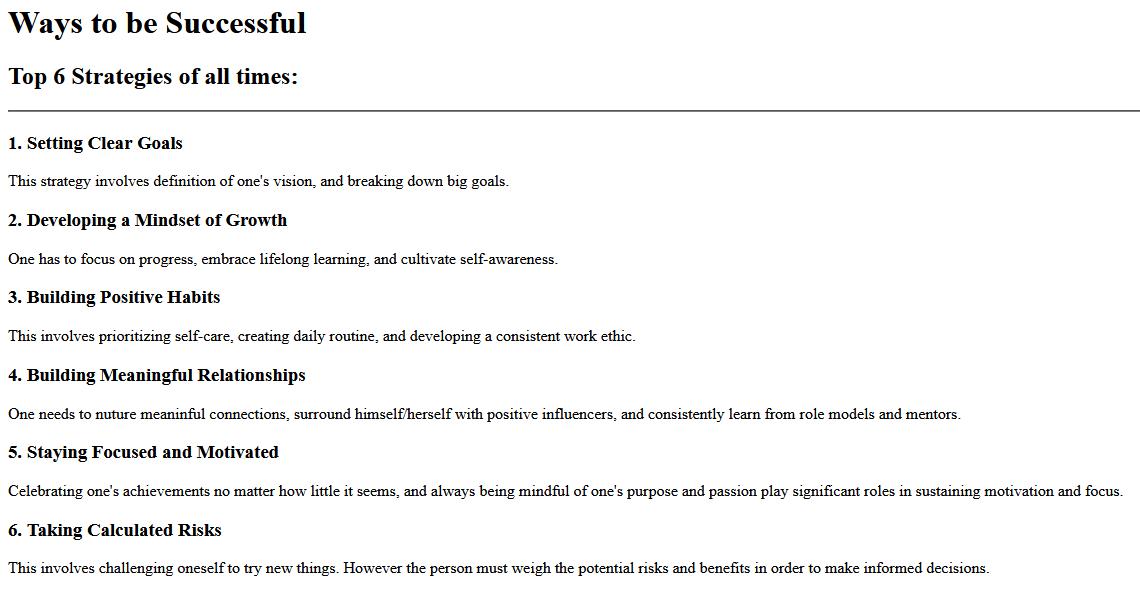 Ways to be Successful
Top 6 Strategies of all times:
1. Setting Clear Goals
This strategy involves definition of one's vision, and breaking down big goals.
2. Developing a Mindset of Growth
One has to focus on progress, embrace lifelong learning, and cultivate self-awareness.
3. Building Positive Habits
This involves prioritizing self-care, creating daily routine, and developing a consistent work ethic.
4. Building Meaningful Relationships
One needs to nuture meaninful connections, surround himself/herself with positive influencers, and consistently learn from role models and mentors.
5. Staying Focused and Motivated
Celebrating one's achievements no matter how little it seems, and always being mindful of one's purpose and passion play significant roles in sustaining motivation and focus.
6. Taking Calculated Risks
This involves challenging oneself to try new things. However the person must weigh the potential risks and benefits in order to make informed decisions.